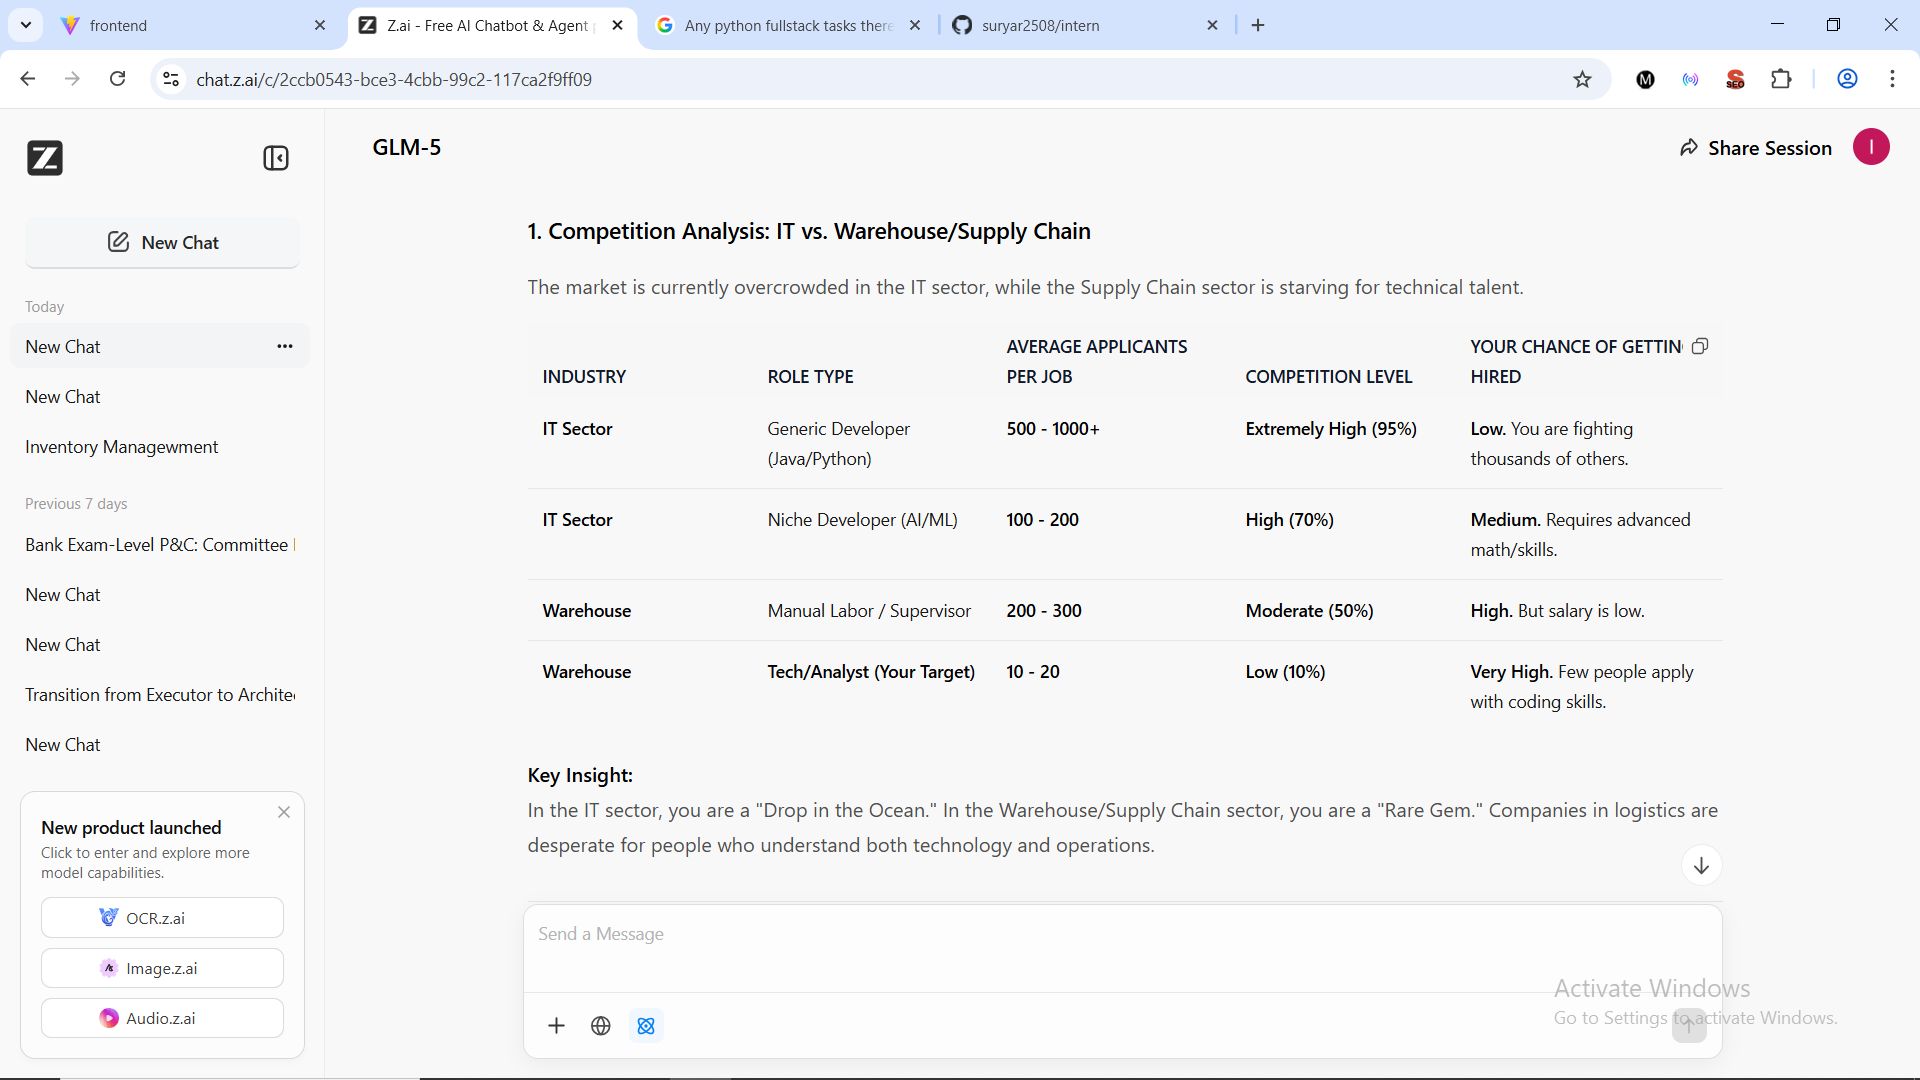 frontend
Z.ai - Free AI Chatbot & Agent
Any python fullstack tasks there
suryar2508/intern
chat.z.ai/c/2ccb0543-bce3-4cbb-99c2-117ca2f9ff09
M
SEO
Z
New Chat
Today
New Chat
New Chat
Inventory Managewment
Previous 7 days
Bank Exam-Level P&C: Committee
New Chat
New Chat
Transition from Executor to Archite
New Chat
New product launched
Click to enter and explore more
model capabilities.
OCR.z.ai
Image.z.ai
Audio.z.ai
GLM-5
Share Session
I
1. Competition Analysis: IT vs. Warehouse/Supply Chain
The market is currently overcrowded in the IT sector, while the Supply Chain sector is starving for technical talent.
INDUSTRY
ROLE TYPE
AVERAGE APPLICANTS
PER JOB
COMPETITION LEVEL
YOUR CHANCE OF GETTIN
HIRED
IT Sector
Generic Developer
(Java/Python)
500 - 1000+
Extremely High (95%)
Low. You are fighting
thousands of others.
IT Sector
Niche Developer (AI/ML)
100 - 200
High (70%)
Medium. Requires advanced
math/skills.
Warehouse
Manual Labor / Supervisor
200 - 300
Moderate (50%)
High. But salary is low.
Warehouse
Tech/Analyst (Your Target)
10 - 20
Low (10%)
Very High. Few people apply
with coding skills.
Key Insight:
In the IT sector, you are a "Drop in the Ocean." In the Warehouse/Supply Chain sector, you are a "Rare Gem." Companies in logistics are
desperate for people who understand both technology and operations.
Send a Message
Activate Windows
Go to Settings to activate Windows.